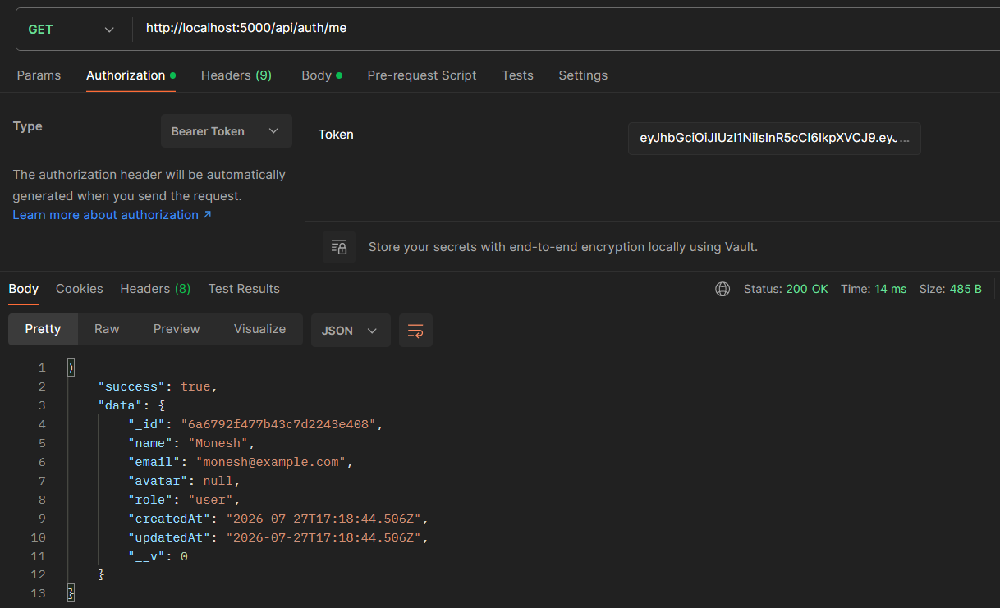 GET http://localhost:5000/api/auth/me
Params Authorization Headers (9) Body Pre-request Script Tests Settings
Type Bearer Token
The authorization header will be automatically
generated when you send the request.
Learn more about authorization ↗
Token eyJhbGciOiJIUzI1NiIsInR5cCI6IkpXVCJ9.eyJ...
Store your secrets with end-to-end encryption locally using Vault.
Body Cookies Headers (8) Test Results Status: 200 OK Time: 14 ms Size: 485 B
Pretty Raw Preview Visualize JSON
1 {
2 "success": true,
3 "data": {
4 "_id": "6a6792f477b43c7d2243e408",
5 "name": "Monesh",
6 "email": "monesh@example.com",
7 "avatar": null,
8 "role": "user",
9 "createdAt": "2026-07-27T17:18:44.506Z",
10 "updatedAt": "2026-07-27T17:18:44.506Z",
11 "__v": 0
12 }
13 }